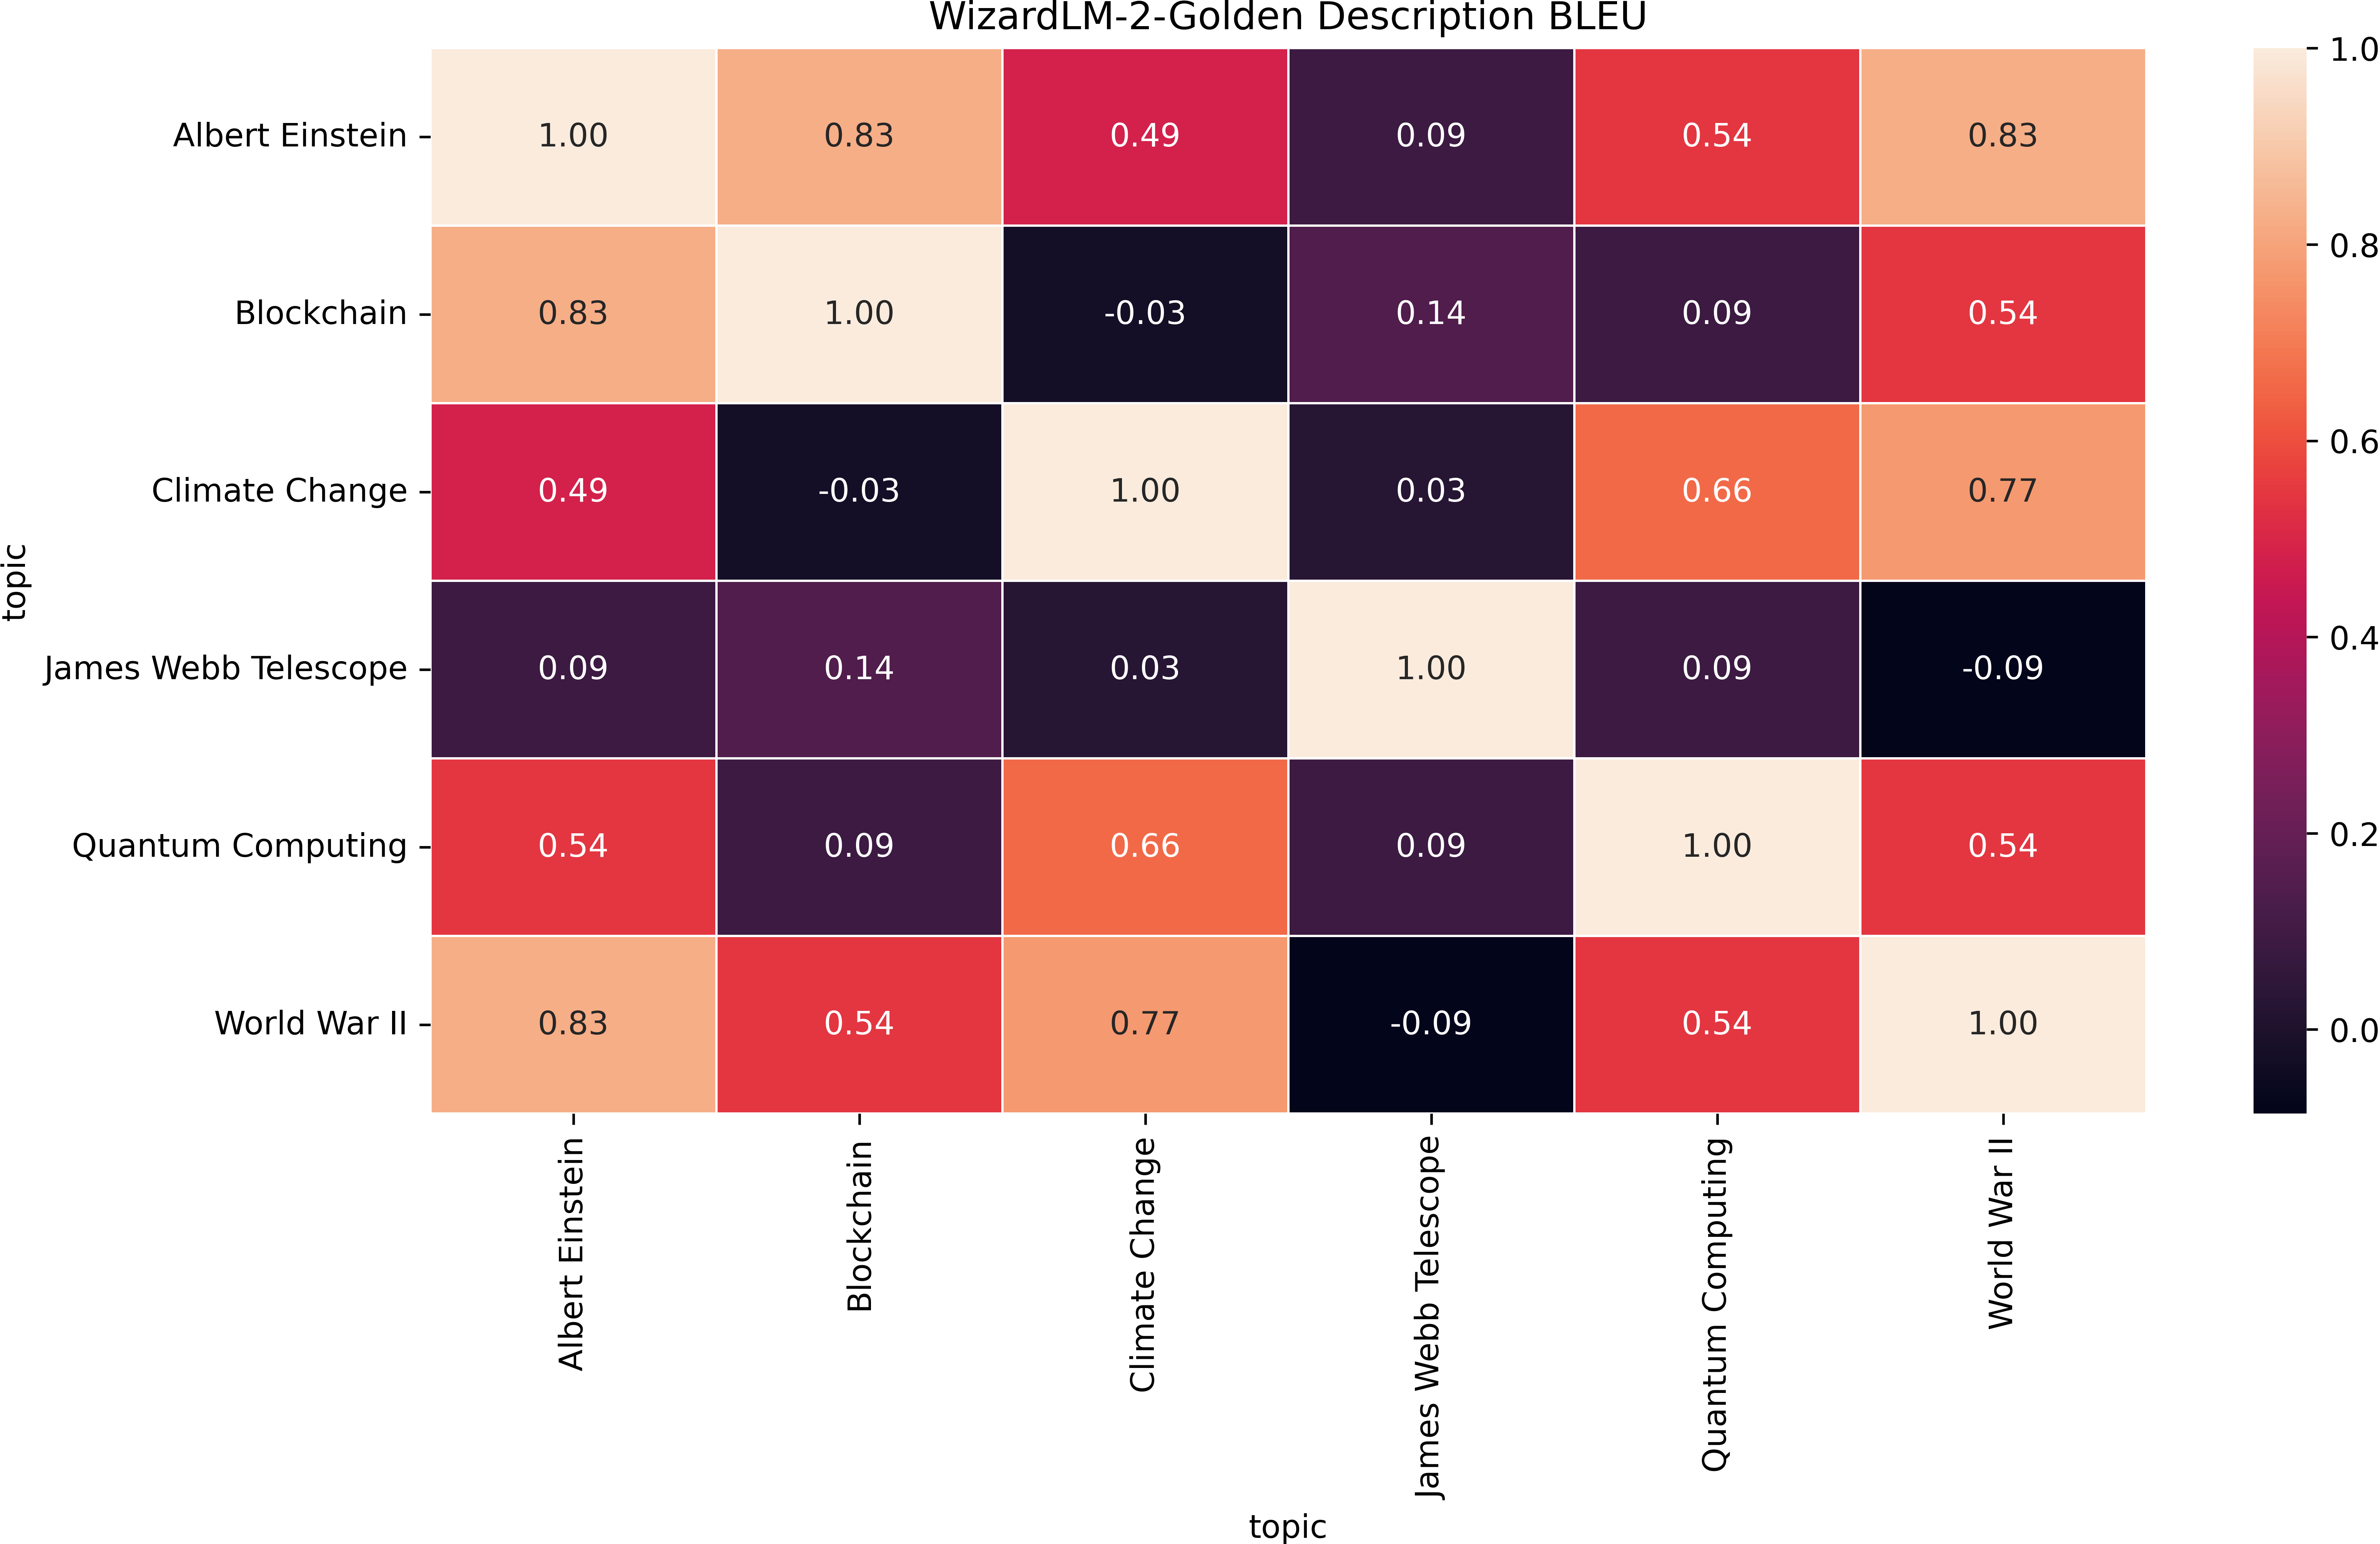 WizardLM-2-Golden Description BLEU
1.0
Albert Einstein 1.00 0.83 0.49 0.09 0.54 0.83
0.8
Blockchain 0.83 1.00 -0.03 0.14 0.09 0.54
0.6
Climate Change 0.49 -0.03 1.00 0.03 0.66 0.77
topic
0.4
James Webb Telescope 0.09 0.14 0.03 1.00 0.09 -0.09
0.2
Quantum Computing 0.54 0.09 0.66 0.09 1.00 0.54
World War II 0.83 0.54 0.77 -0.09 0.54 1.00
0.0
Albert Einstein
Blockchain
Climate Change
James Webb Telescope
Quantum Computing
World War II
topic